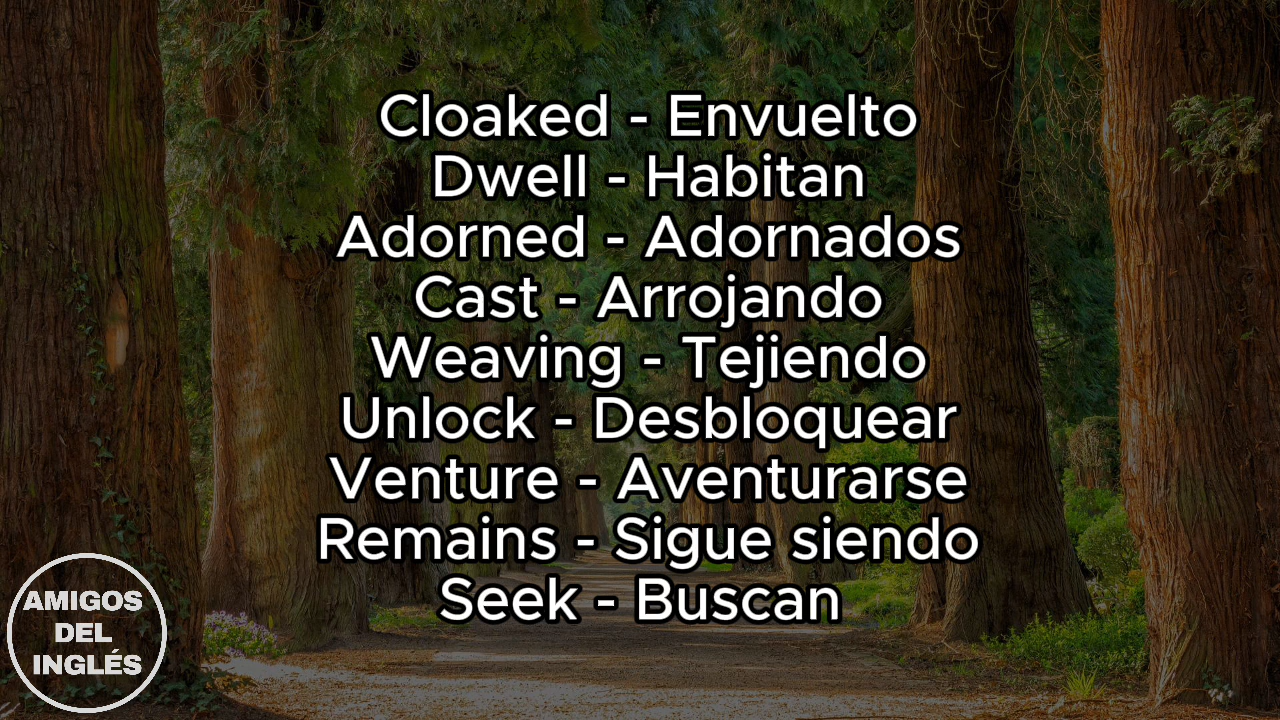 Cloaked - Envuelto
Dwell - Habitan
Adorned - Adornados
Cast - Arrojando
Weaving - Tejiendo
Unlock - Desbloquear
Venture - Aventurarse
Remains - Sigue siendo
Seek - Buscan
AMIGOS
DEL
INGLÉS